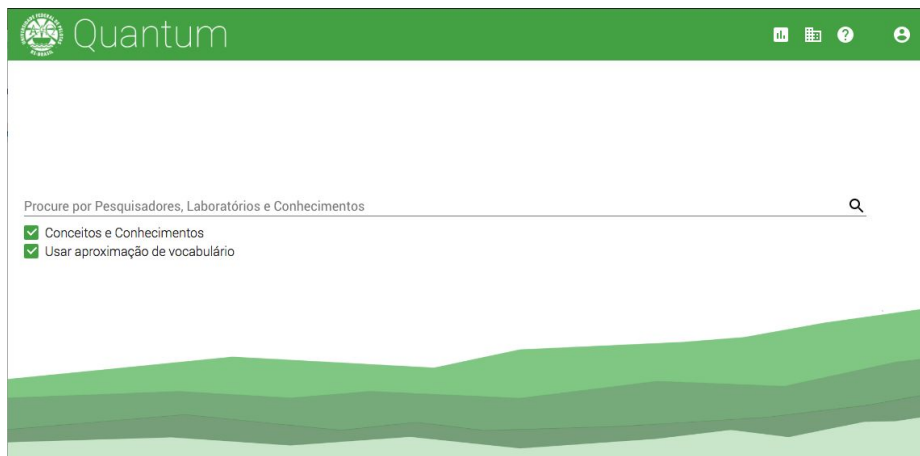 Quantum
Procure por Pesquisadores, Laboratórios e Conhecimentos
Conceitos e Conhecimentos
Usar aproximação de vocabulário